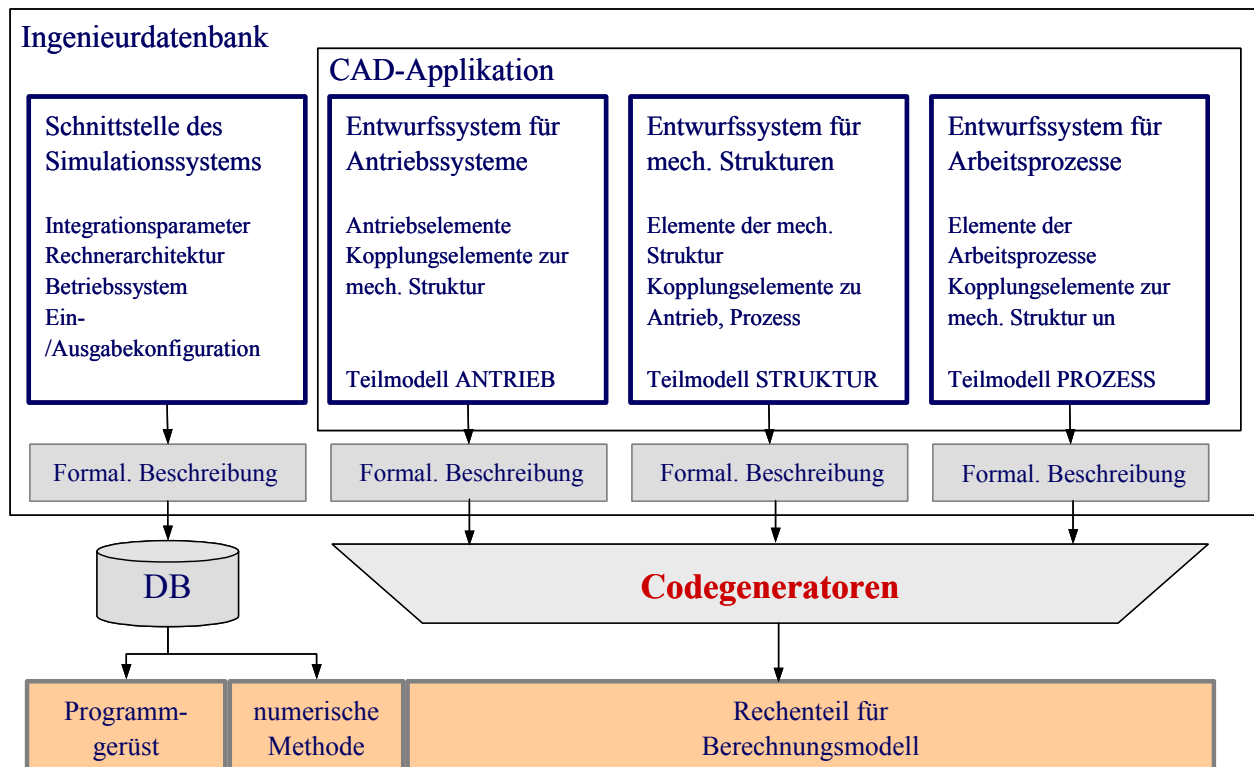 Ingenieurdatenbank
CAD-Applikation
Schnittstelle des
Simulationssystems
Integrationsparameter
Rechnerarchitektur
Betriebssystem
Ein-
/Ausgabekonfiguration
Entwurfssystem für
Antriebssysteme
Antriebselemente
Kopplungselemente zur
mech. Struktur
Teilmodell ANTRIEB
Entwurfssystem für
mech. Strukturen
Elemente der mech.
Struktur
Kopplungselemente zu
Antrieb, Prozess
Teilmodell STRUKTUR
Entwurfssystem für
Arbeitsprozesse
Elemente der
Arbeitsprozesse
Kopplungselemente zur
mech. Struktur un
Teilmodell PROZESS
Formal. Beschreibung
Formal. Beschreibung
Formal. Beschreibung
Formal. Beschreibung
DB
Codegeneratoren
Programm-
gerüst
numerische
Methode
Rechenteil für
Berechnungsmodell